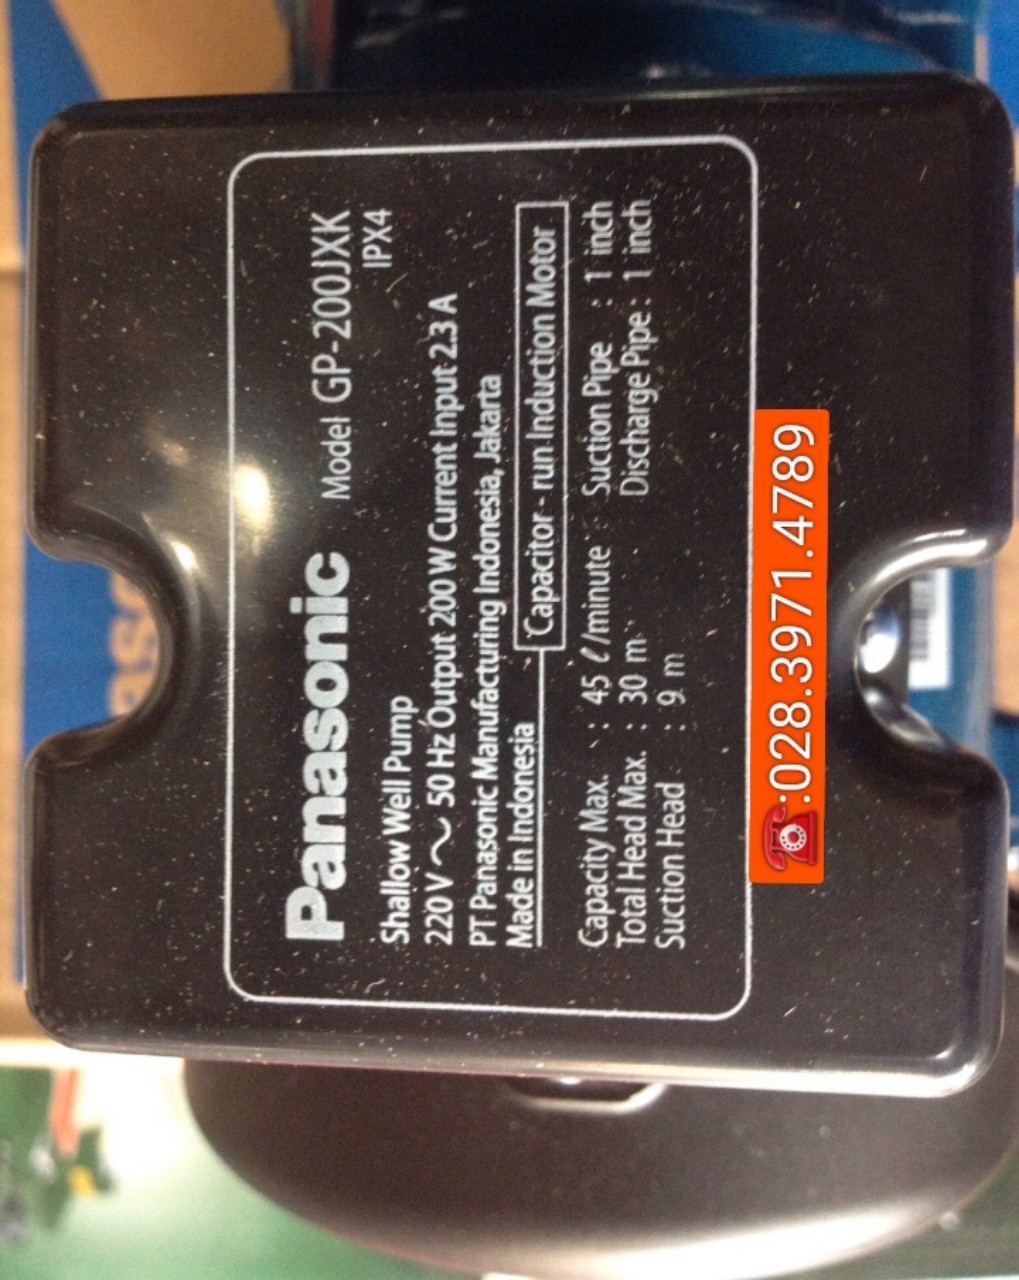 Panasonic Model GP-200JXK
IPX4
Shallow Well Pump
220 V ~ 50 Hz Output 200 W Current Input 2.3 A
PT Panasonic Manufacturing Indonesia, Jakarta
Made in Indonesia Capacitor - run Induction Motor
Capacity Max. : 45 ℓ/minute Suction Pipe : 1 inch
Total Head Max. : 30 m Discharge Pipe : 1 inch
Suction Head : 9 m
☎:028.3971.4789